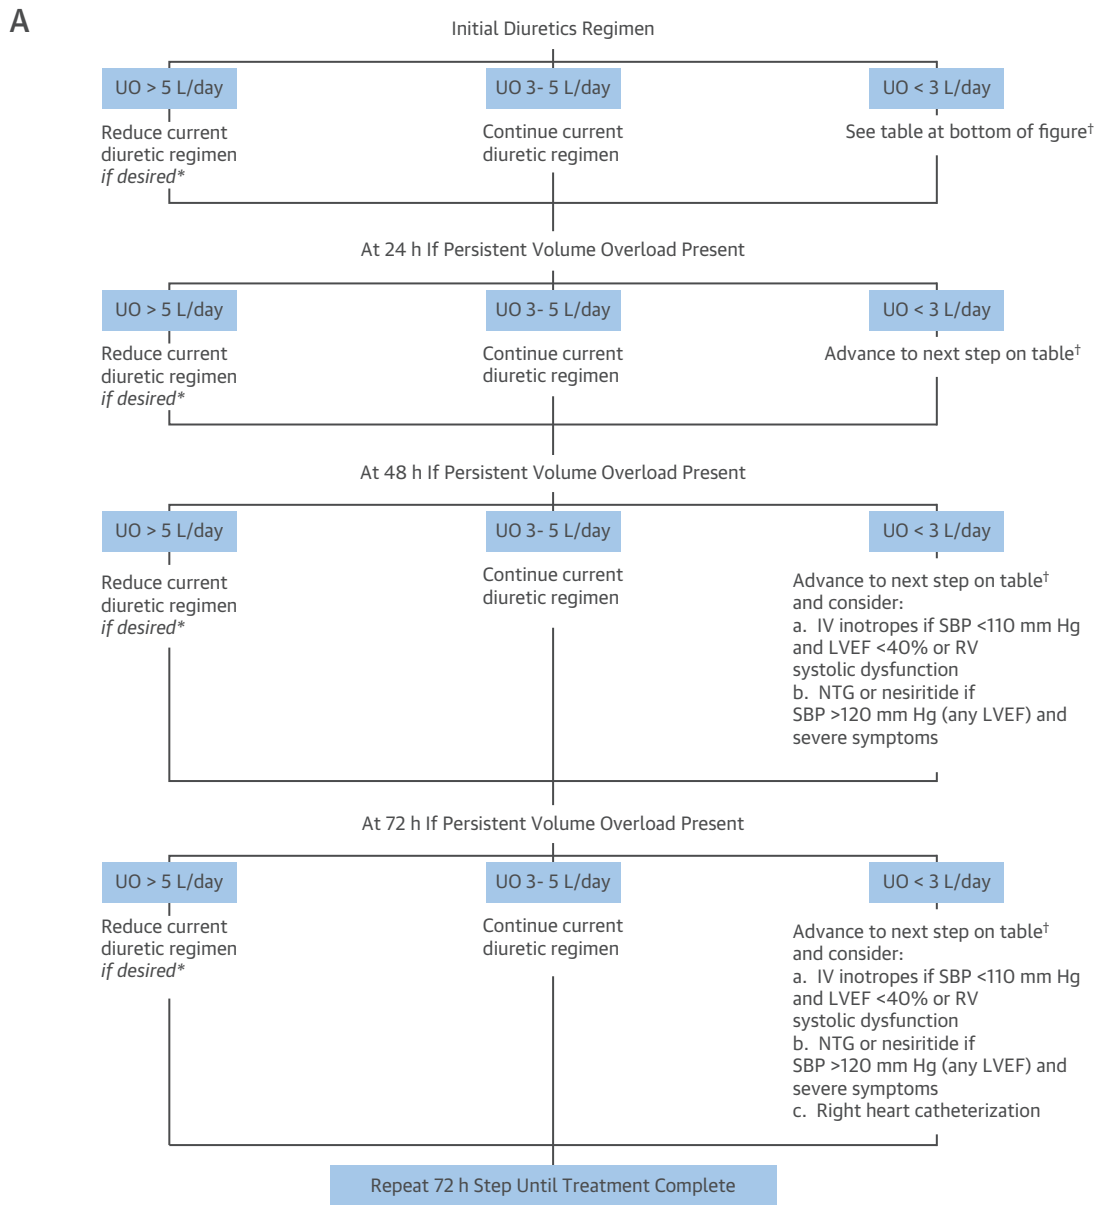 A
Initial Diuretics Regimen
UO > 5 L/day
UO 3- 5 L/day
UO < 3 L/day
Reduce current
diuretic regimen
if desired*
Continue current
diuretic regimen
See table at bottom of figure†
At 24 h If Persistent Volume Overload Present
UO > 5 L/day
UO 3- 5 L/day
UO < 3 L/day
Reduce current
diuretic regimen
if desired*
Continue current
diuretic regimen
Advance to next step on table†
At 48 h If Persistent Volume Overload Present
UO > 5 L/day
UO 3- 5 L/day
UO < 3 L/day
Reduce current
diuretic regimen
if desired*
Continue current
diuretic regimen
Advance to next step on table†
and consider:
a. IV inotropes if SBP <110 mm Hg
and LVEF <40% or RV
systolic dysfunction
b. NTG or nesiritide if
SBP >120 mm Hg (any LVEF) and
severe symptoms
At 72 h If Persistent Volume Overload Present
UO > 5 L/day
UO 3- 5 L/day
UO < 3 L/day
Reduce current
diuretic regimen
if desired*
Continue current
diuretic regimen
Advance to next step on table†
and consider:
a. IV inotropes if SBP <110 mm Hg
and LVEF <40% or RV
systolic dysfunction
b. NTG or nesiritide if
SBP >120 mm Hg (any LVEF) and
severe symptoms
c. Right heart catheterization
Repeat 72 h Step Until Treatment Complete